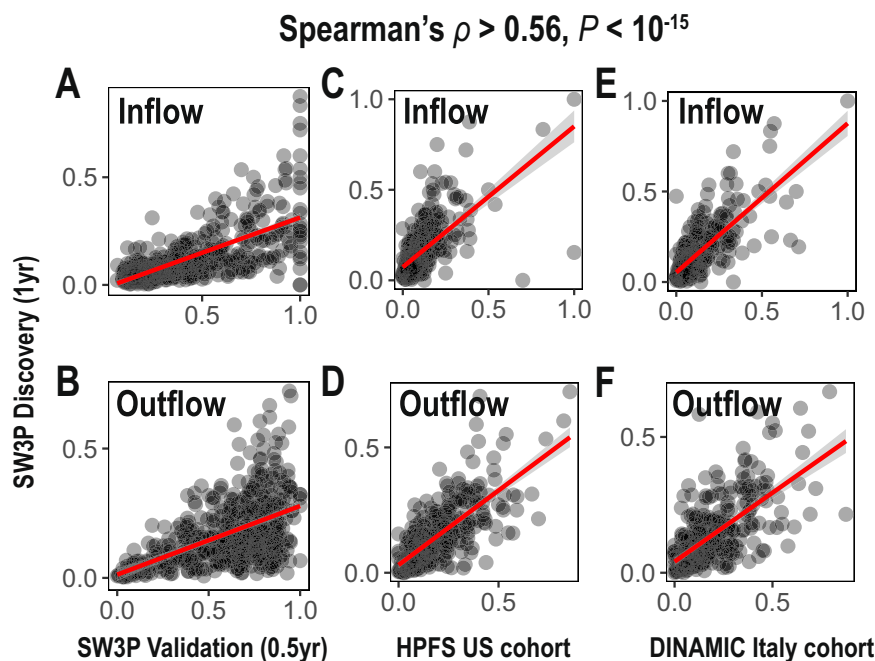 Spearman's ρ > 0.56, P < 10⁻¹⁵
A
Inflow
0.5
0.0
0.5
1.0
C
Inflow
1.0
0.5
0.0
0.0
0.5
1.0
E
Inflow
1.0
0.5
0.0
0.0
0.5
1.0
SW3P Discovery (1yr)
B
Outflow
0.5
0.0
0.0
0.5
1.0
D
Outflow
0.5
0.0
0.0
0.5
F
Outflow
0.5
0.0
0.0
0.5
SW3P Validation (0.5yr)
HPFS US cohort
DINAMIC Italy cohort